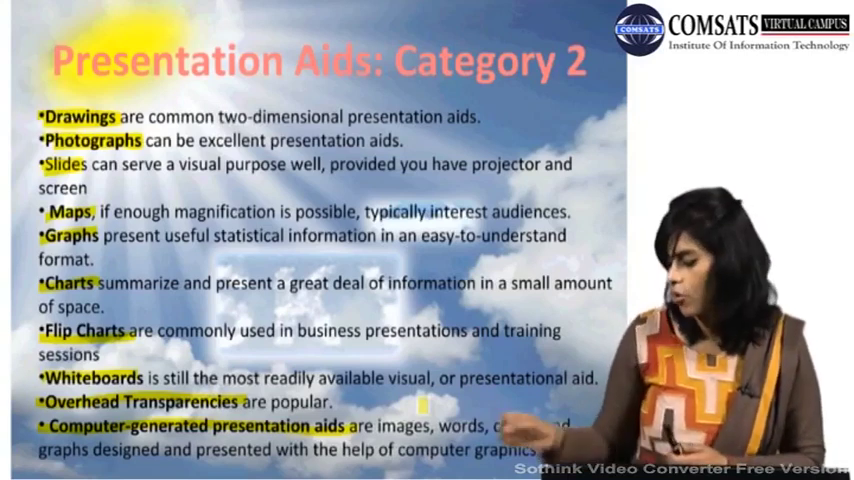 COMSATS VIRTUAL CAMPUS
COMSATS
Institute Of Information Technology
Presentation Aids: Category 2
•Drawings are common two-dimensional presentation aids.
•Photographs can be excellent presentation aids.
•Slides can serve a visual purpose well, provided you have projector and
screen
• Maps, if enough magnification is possible, typically interest audiences.
•Graphs present useful statistical information in an easy-to-understand
format.
•Charts summarize and present a great deal of information in a small amount
of space.
•Flip Charts are commonly used in business presentations and training
sessions
•Whiteboards is still the most readily available visual, or presentational aid.
•Overhead Transparencies are popular.
• Computer-generated presentation aids are images, words,
graphs designed and presented with the help of computer graphics
Sothink Video Converter Free Version